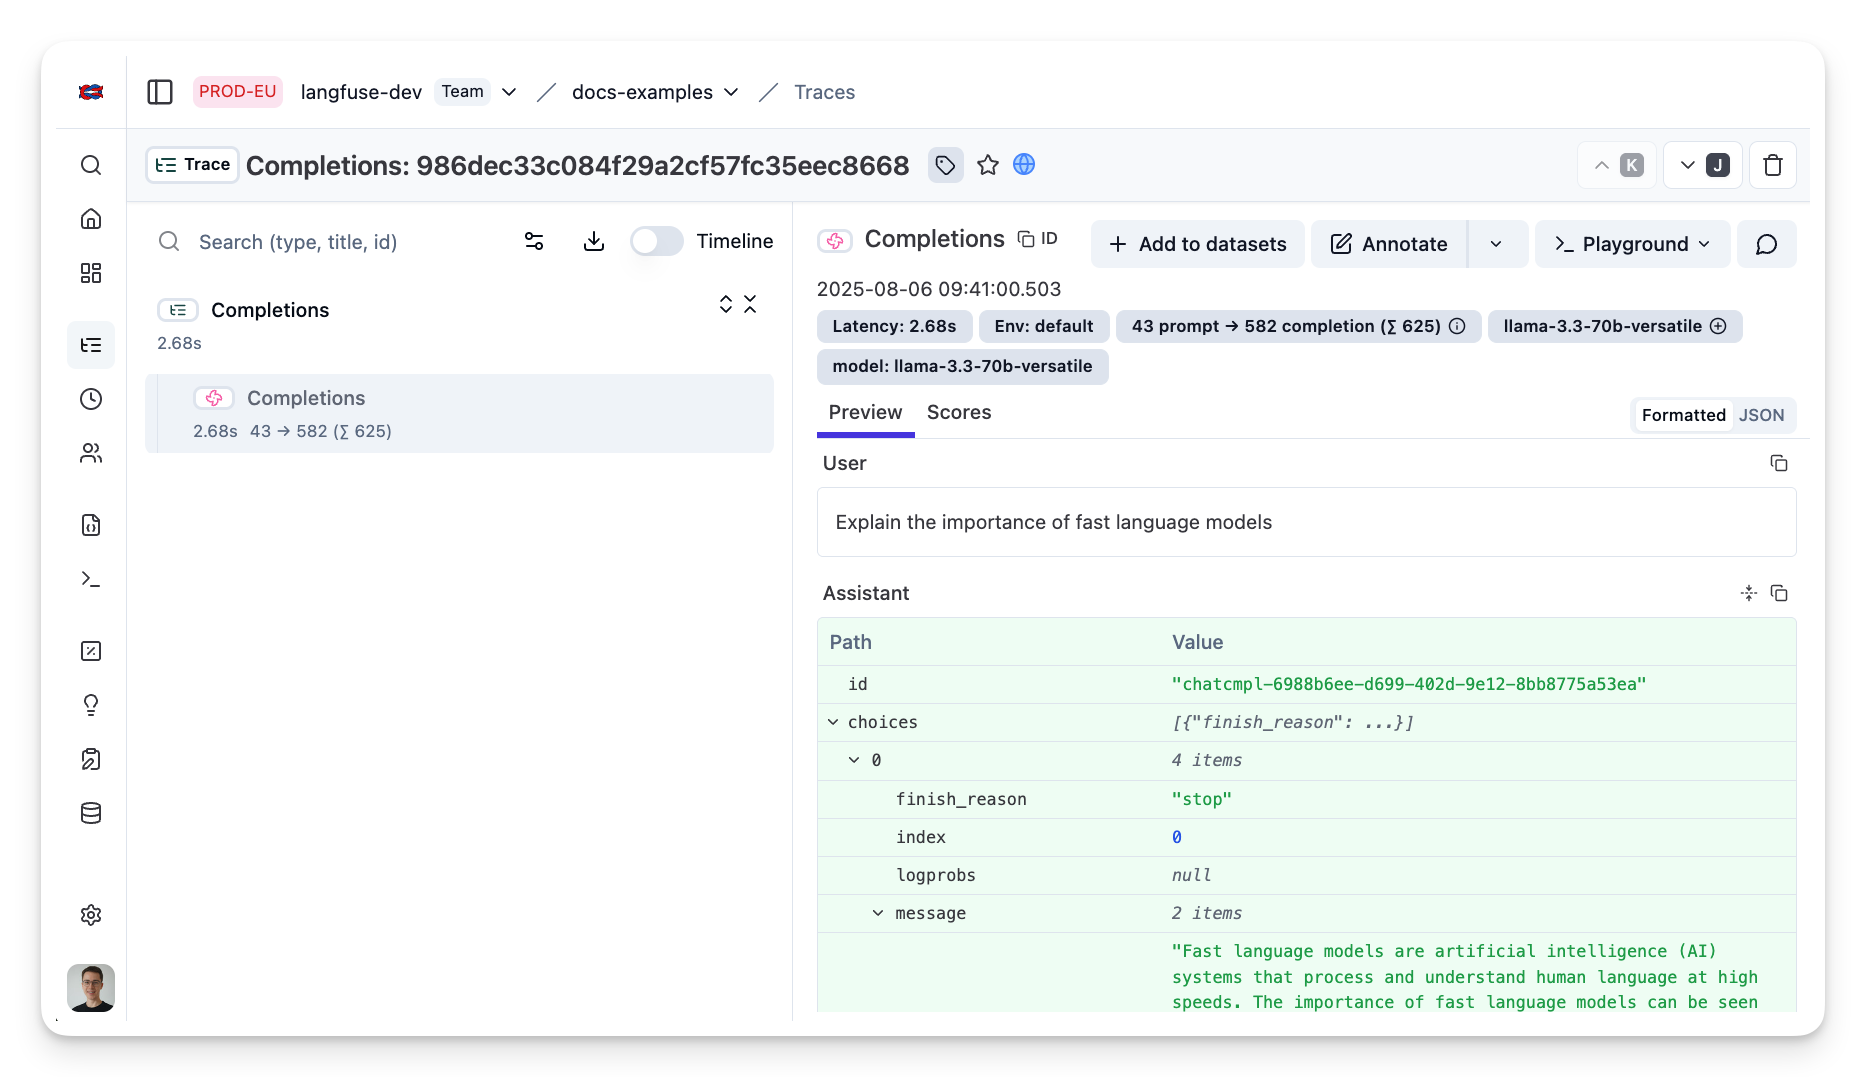 PROD-EU langfuse-dev Team docs-examples Traces
Trace Completions: 986dec33c084f29a2cf57fc35eec8668 K J
Search (type, title, id) Timeline
Completions
2.68s
Completions
2.68s 43 → 582 (∑ 625)
Completions ID + Add to datasets Annotate Playground
2025-08-06 09:41:00.503
Latency: 2.68s Env: default 43 prompt → 582 completion (∑ 625) llama-3.3-70b-versatile
model: llama-3.3-70b-versatile
Preview Scores Formatted JSON
User
Explain the importance of fast language models
Assistant
Path Value
id "chatcmpl-6988b6ee-d699-402d-9e12-8bb8775a53ea"
choices [{"finish_reason": ...}]
0 4 items
finish_reason "stop"
index 0
logprobs null
message 2 items
"Fast language models are artificial intelligence (AI)
systems that process and understand human language at high
speeds. The importance of fast language models can be seen